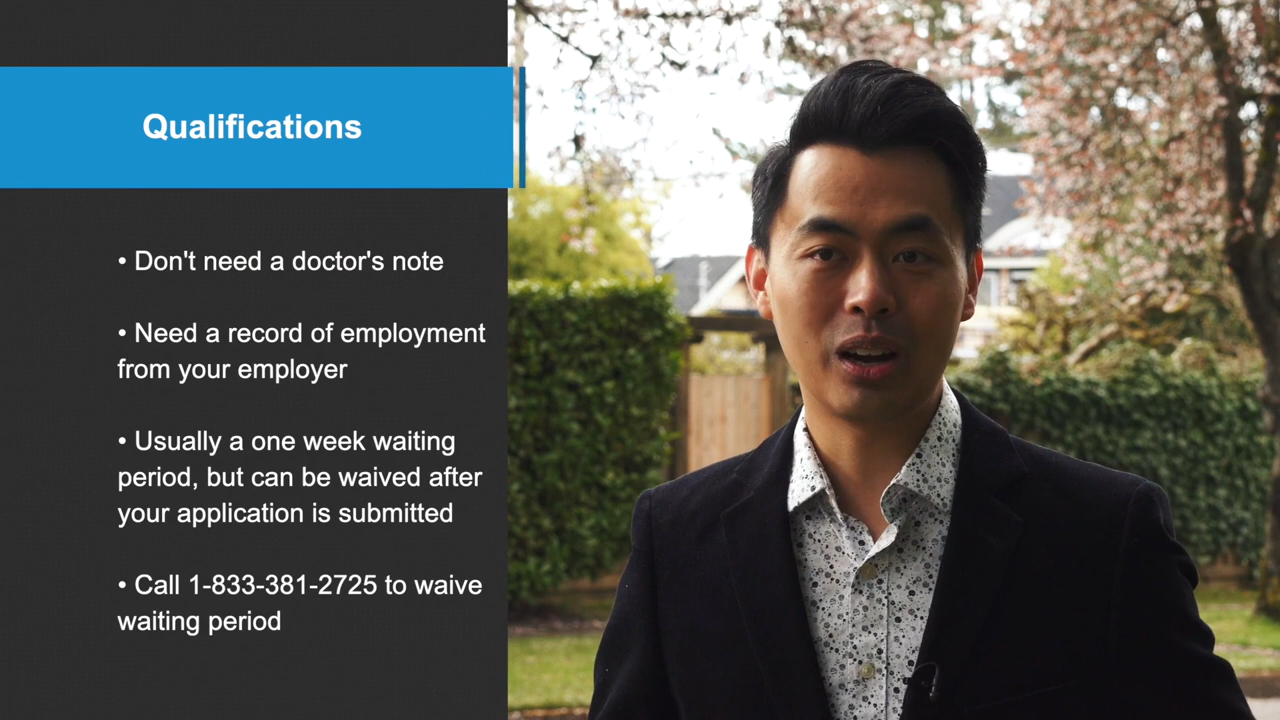 Qualifications
• Don't need a doctor's note
• Need a record of employment
from your employer
• Usually a one week waiting
period, but can be waived after
your application is submitted
• Call 1-833-381-2725 to waive
waiting period